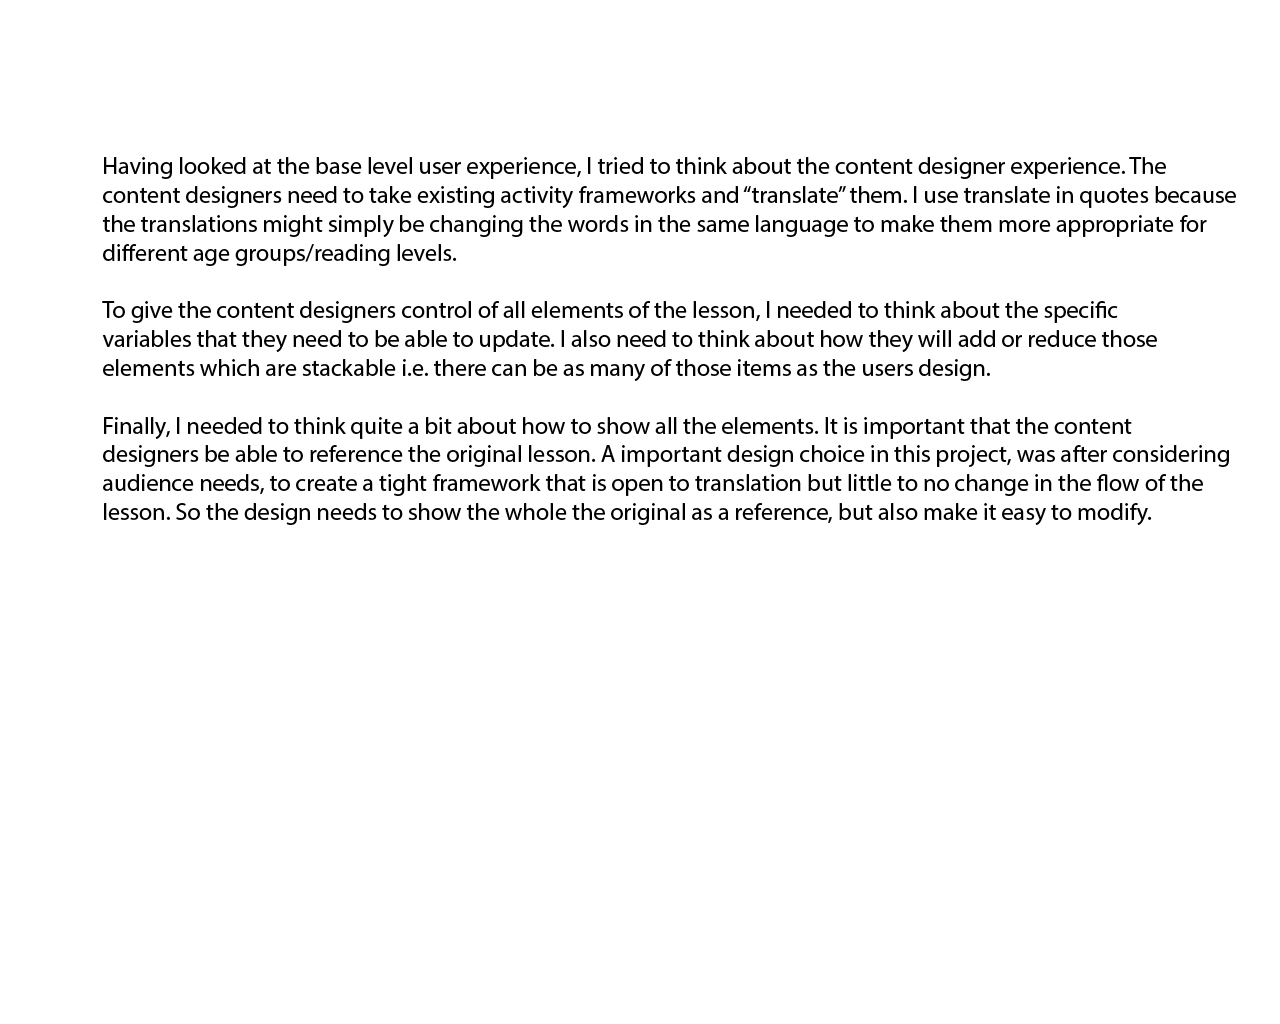 Having looked at the base level user experience, I tried to think about the content designer experience. The
content designers need to take existing activity frameworks and “translate” them. I use translate in quotes because
the translations might simply be changing the words in the same language to make them more appropriate for
different age groups/reading levels.
To give the content designers control of all elements of the lesson, I needed to think about the specific
variables that they need to be able to update. I also need to think about how they will add or reduce those
elements which are stackable i.e. there can be as many of those items as the users design.
Finally, I needed to think quite a bit about how to show all the elements. It is important that the content
designers be able to reference the original lesson. A important design choice in this project, was after considering
audience needs, to create a tight framework that is open to translation but little to no change in the flow of the
lesson. So the design needs to show the whole the original as a reference, but also make it easy to modify.